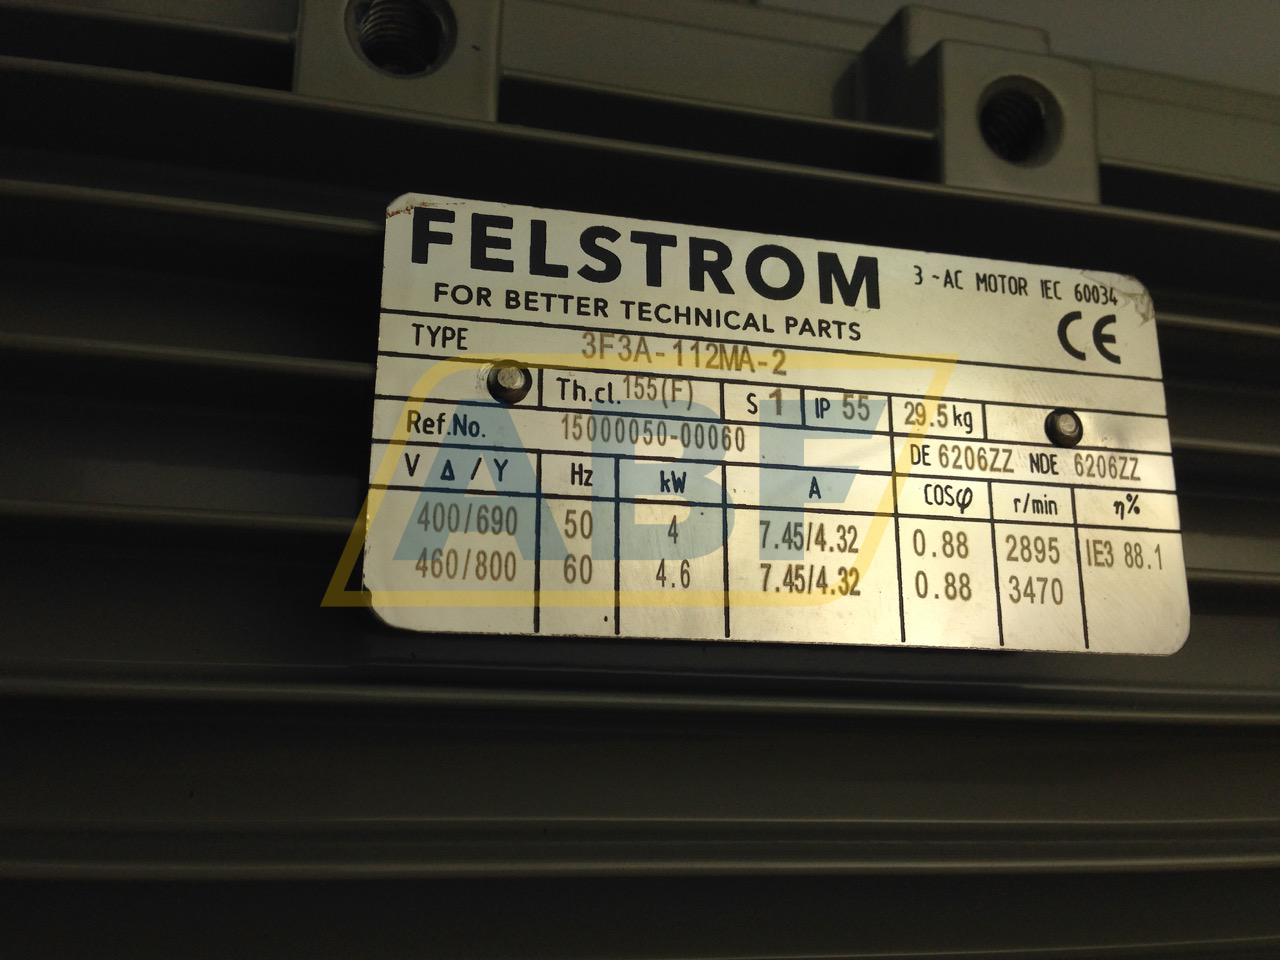 FELSTROM
FOR BETTER TECHNICAL PARTS
3~AC MOTOR IEC 60034
CE
TYPE 3F3A-112MA-2
Th.cl. 155(F) S 1 IP 55 29.5 kg
Ref.No. 15000050-00060 DE 6206ZZ NDE 6206ZZ
V Δ / Y Hz kW A COSφ r/min η%
400/690 50 4 7.45/4.32 0.88 2895 IE3 88.1
460/800 60 4.6 7.45/4.32 0.88 3470
ABF